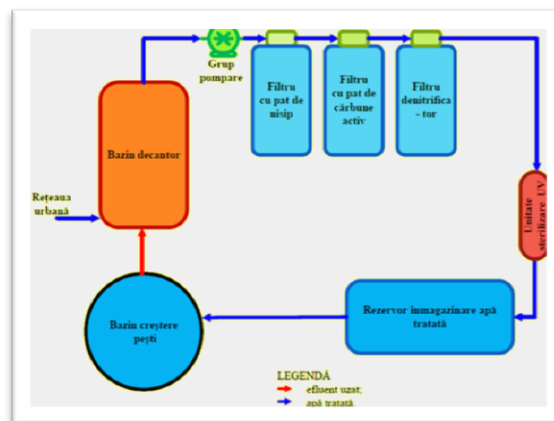 Grup
pompare
Filtru
cu pat de
nisip
Filtru
cu pat de
cărbune
activ
Filtru
denitrifica
- tor
Bazin decantor
Rețeaua
urbană
Unitate
sterilizare UV
Rezervor înmagazinare apă
tratată
Bazin creștere
pești
LEGENDĂ
efluent uzat;
apă tratată.